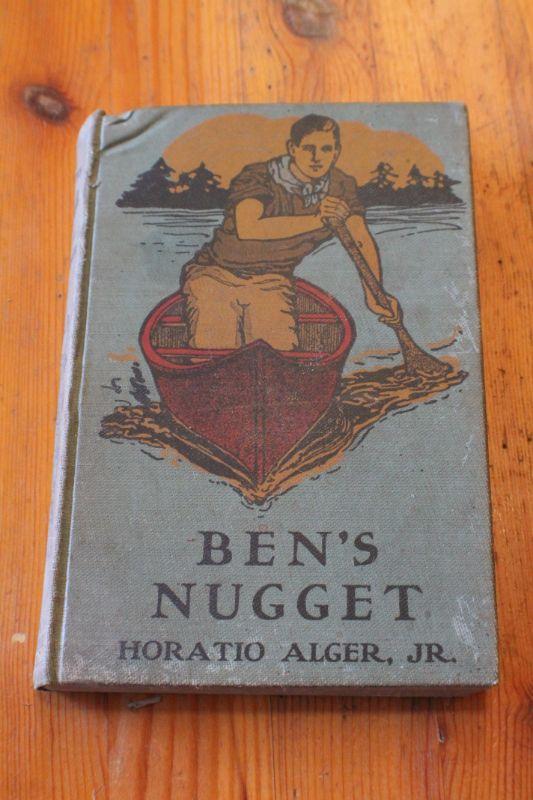 BEN'S
NUGGET
HORATIO ALGER, JR.